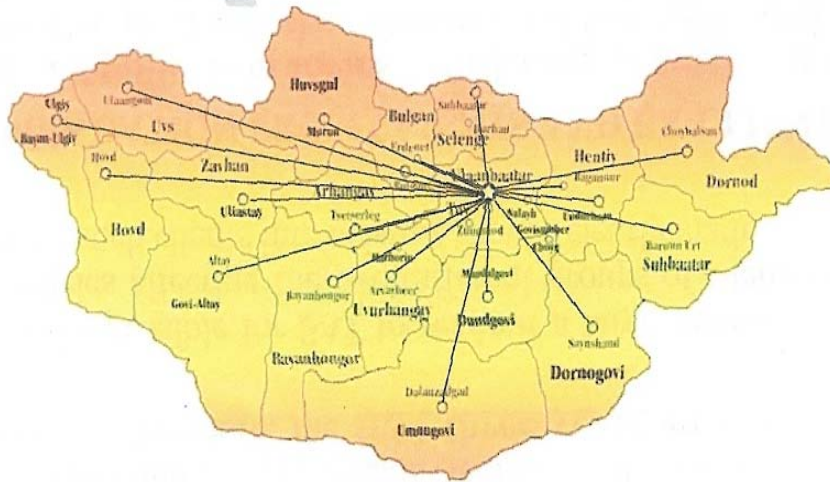 Ulgiy
Bayan-Ulgiy
Ulaangom
Uvs
Huvsgul
Murun
Bulgan
Erdenet
Suhbaatar
Darhan
Selenge
Hentiy
Baganuur
Choybalsan
Dornod
Hovd
Zavhan
Uliastay
Arhangay
Tsetserleg
Ulaanbaatar
Nalayh
Zuunmod
Govisumber
Choyr
Undurhaan
Baruun Urt
Suhbaatar
Hovd
Altay
Govi-Altay
Bayanhongor
Harhorin
Arvayheer
Uvurhangay
Mandalgovi
Dundgovi
Saynshand
Bayanhongor
Dornogovi
Dalanzadgad
Umnugovi